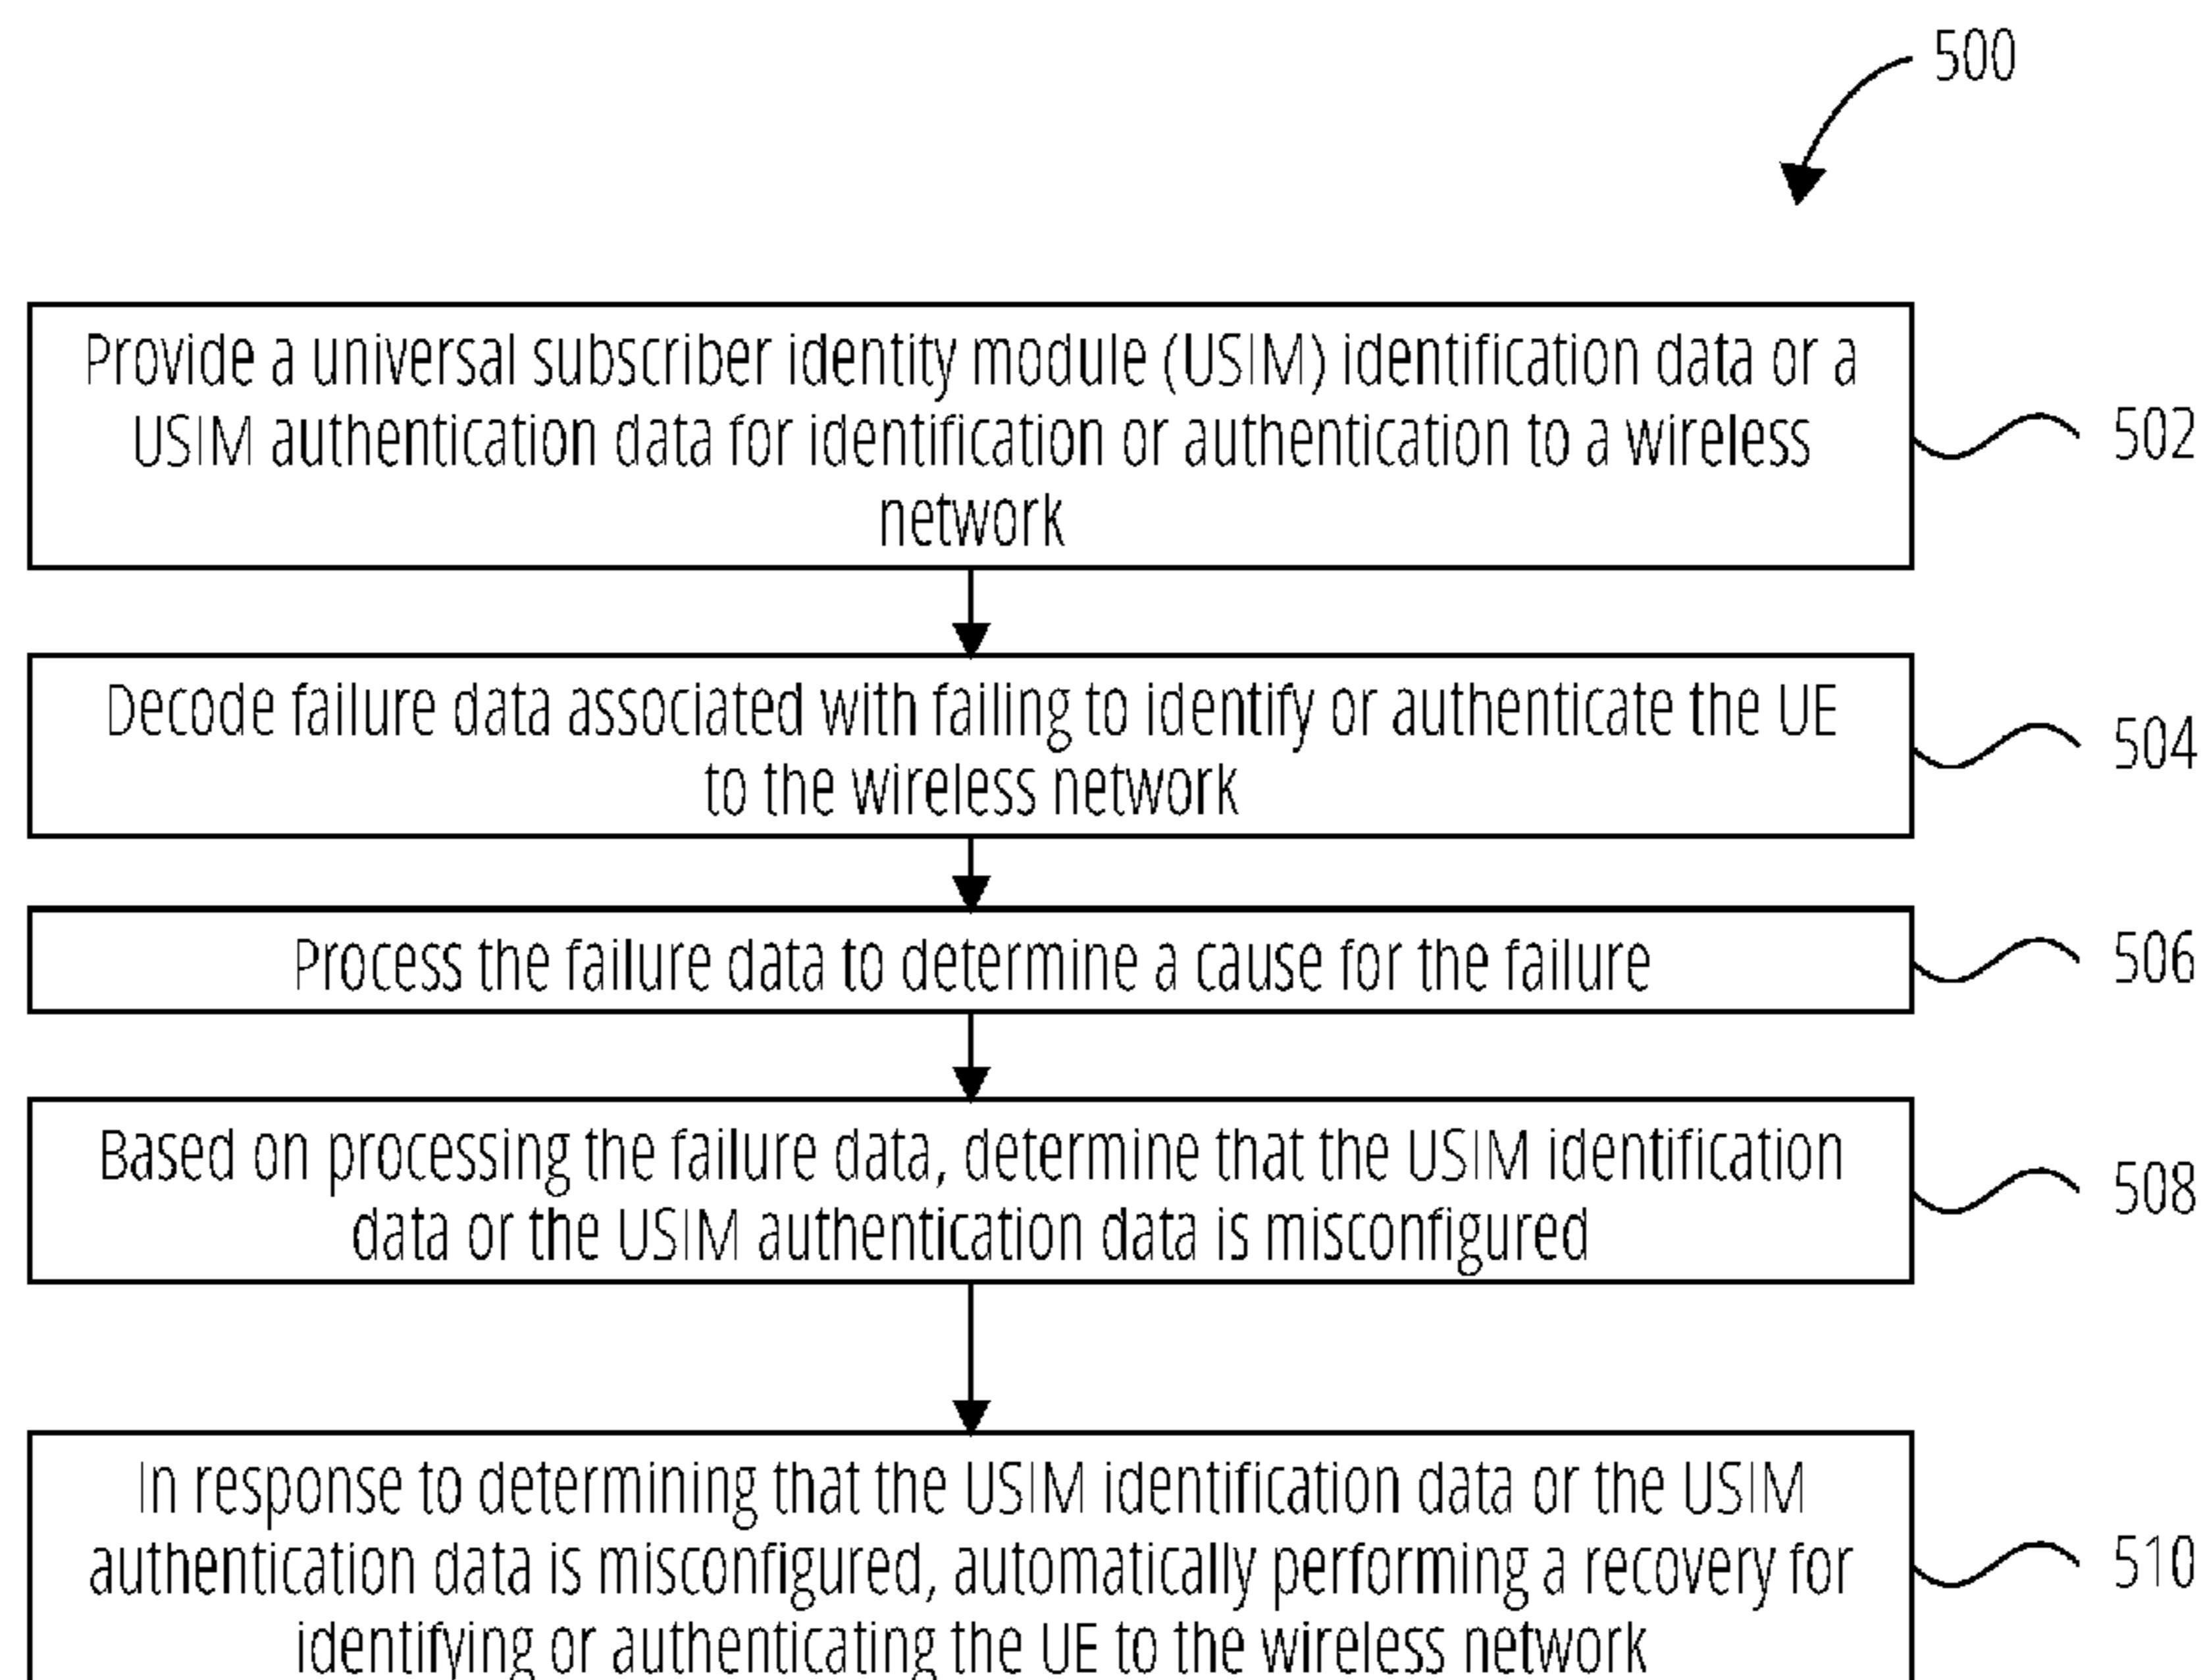 500
Provide a universal subscriber identity module (USIM) identification data or a
USIM authentication data for identification or authentication to a wireless
network
502
Decode failure data associated with failing to identify or authenticate the UE
to the wireless network
504
Process the failure data to determine a cause for the failure
506
Based on processing the failure data, determine that the USIM identification
data or the USIM authentication data is misconfigured
508
In response to determining that the USIM identification data or the USIM
authentication data is misconfigured, automatically performing a recovery for
identifying or authenticating the UE to the wireless network
510